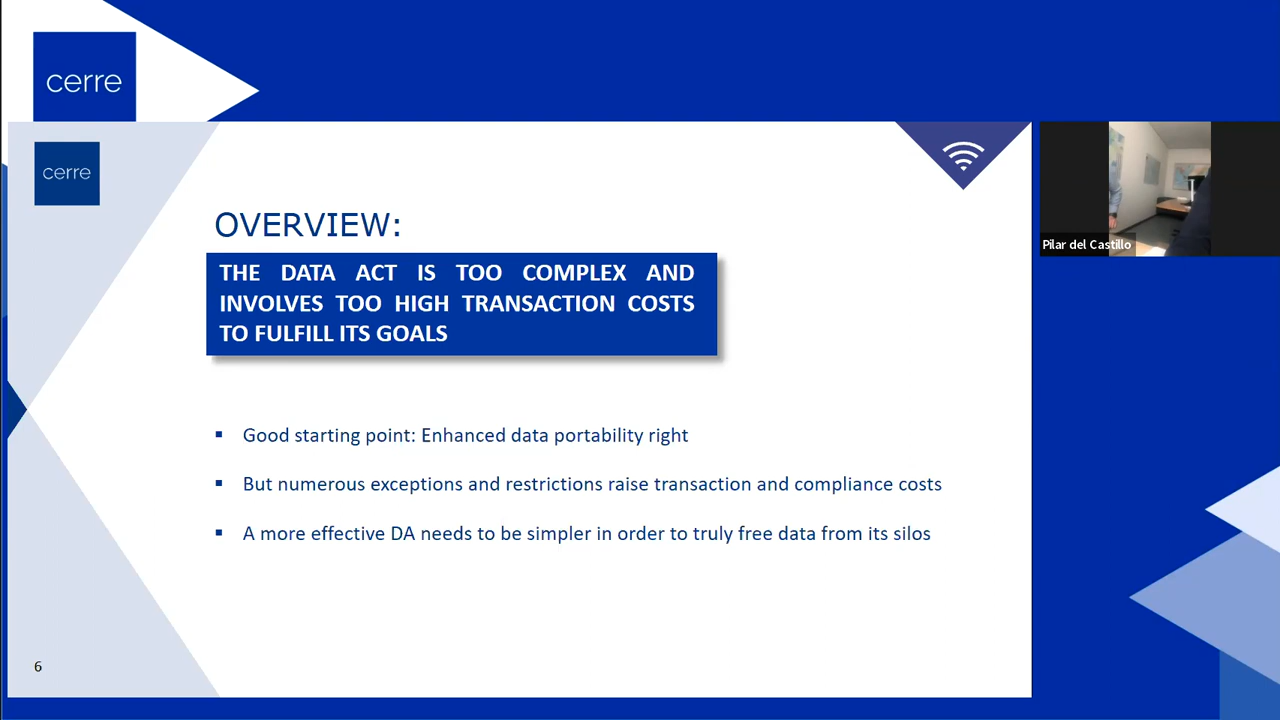 cerre
cerre
OVERVIEW:
THE DATA ACT IS TOO COMPLEX AND
INVOLVES TOO HIGH TRANSACTION COSTS
TO FULFILL ITS GOALS
▪ Good starting point: Enhanced data portability right
▪ But numerous exceptions and restrictions raise transaction and compliance costs
▪ A more effective DA needs to be simpler in order to truly free data from its silos
6
Pilar del Castillo